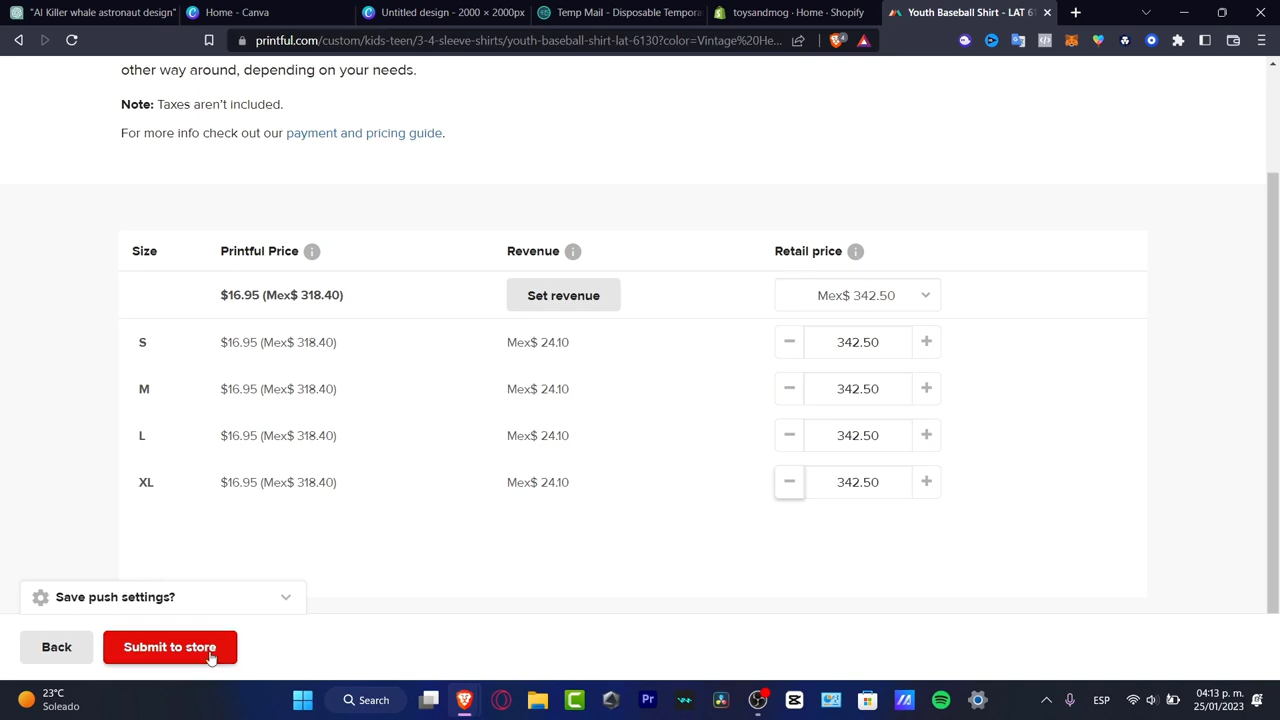 "AI Killer whale astronaut design"
Home - Canva
Untitled design - 2000 × 2000px
Temp Mail - Disposable Tempora
toysandmog · Home · Shopify
Youth Baseball Shirt - LAT 61
printful.com/custom/kids-teen/3-4-sleeve-shirts/youth-baseball-shirt-lat-6130?color=Vintage%20He...
4
other way around, depending on your needs.
Note: Taxes aren't included.
For more info check out our payment and pricing guide.
Size Printful Price i Revenue i Retail price i
$16.95 (Mex$ 318.40) Set revenue Mex$ 342.50
S $16.95 (Mex$ 318.40) Mex$ 24.10 − 342.50 +
M $16.95 (Mex$ 318.40) Mex$ 24.10 − 342.50 +
L $16.95 (Mex$ 318.40) Mex$ 24.10 − 342.50 +
XL $16.95 (Mex$ 318.40) Mex$ 24.10 − 342.50 +
Save push settings?
Back Submit to store
23°C
Soleado
Search
Pr
ESP
04:13 p. m.
25/01/2023